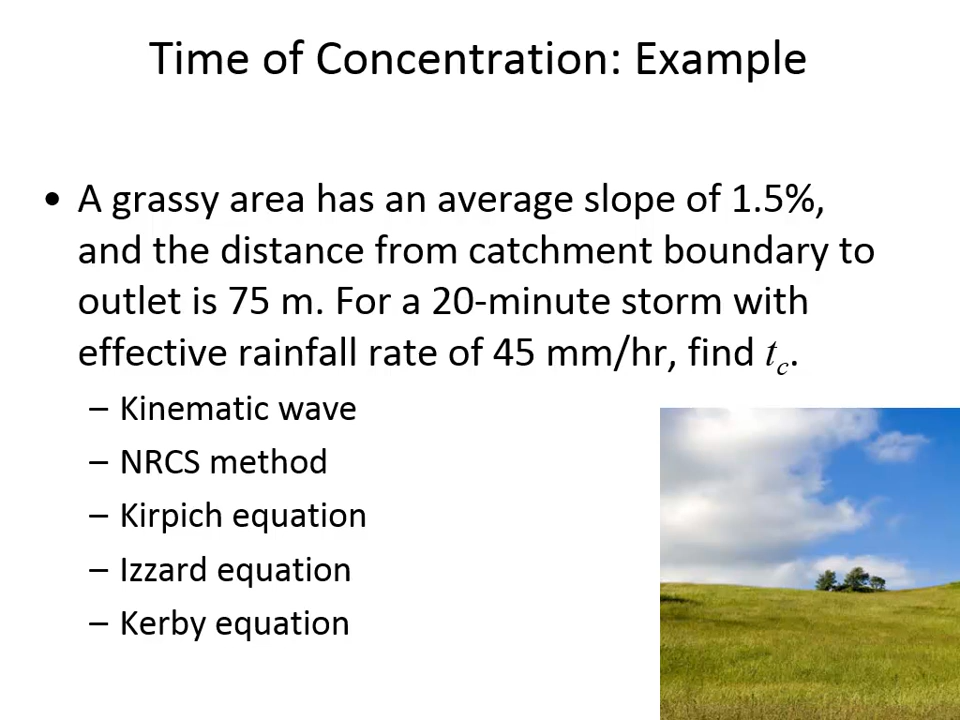 Time of Concentration: Example
• A grassy area has an average slope of 1.5%,
and the distance from catchment boundary to
outlet is 75 m. For a 20-minute storm with
effective rainfall rate of 45 mm/hr, find tc.
– Kinematic wave
– NRCS method
– Kirpich equation
– Izzard equation
– Kerby equation